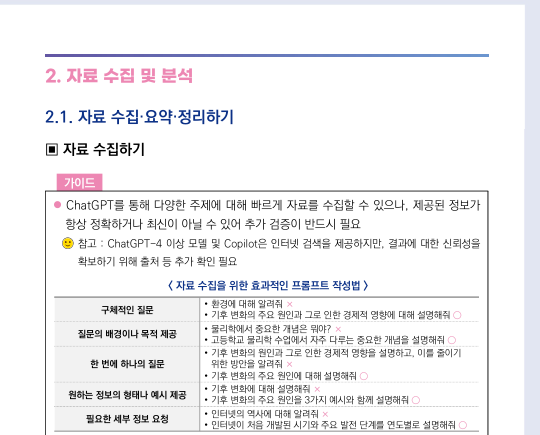 2. 자료 수집 및 분석
2.1. 자료 수집·요약·정리하기
▣ 자료 수집하기
가이드
● ChatGPT를 통해 다양한 주제에 대해 빠르게 자료를 수집할 수 있으나, 제공된 정보가
항상 정확하거나 최신이 아닐 수 있어 추가 검증이 반드시 필요
참고 : ChatGPT-4 이상 모델 및 Copilot은 인터넷 검색을 제공하지만, 결과에 대한 신뢰성을
확보하기 위해 출처 등 추가 확인 필요
〈 자료 수집을 위한 효과적인 프롬프트 작성법 〉
구체적인 질문
• 환경에 대해 알려줘 ×
• 기후 변화의 주요 원인과 그로 인한 경제적 영향에 대해 설명해줘 ○
질문의 배경이나 목적 제공
• 물리학에서 중요한 개념은 뭐야? ×
• 고등학교 물리학 수업에서 자주 다루는 중요한 개념을 설명해줘 ○
한 번에 하나의 질문
• 기후 변화의 원인과 그로 인한 경제적 영향을 설명하고, 이를 줄이기
위한 방안을 알려줘 ×
• 기후 변화의 주요 원인에 대해 설명해줘 ○
원하는 정보의 형태나 예시 제공
• 기후 변화에 대해 설명해줘 ×
• 기후 변화의 주요 원인을 3가지 예시와 함께 설명해줘 ○
필요한 세부 정보 요청
• 인터넷의 역사에 대해 알려줘 ×
• 인터넷이 처음 개발된 시기와 주요 발전 단계를 연도별로 설명해줘 ○